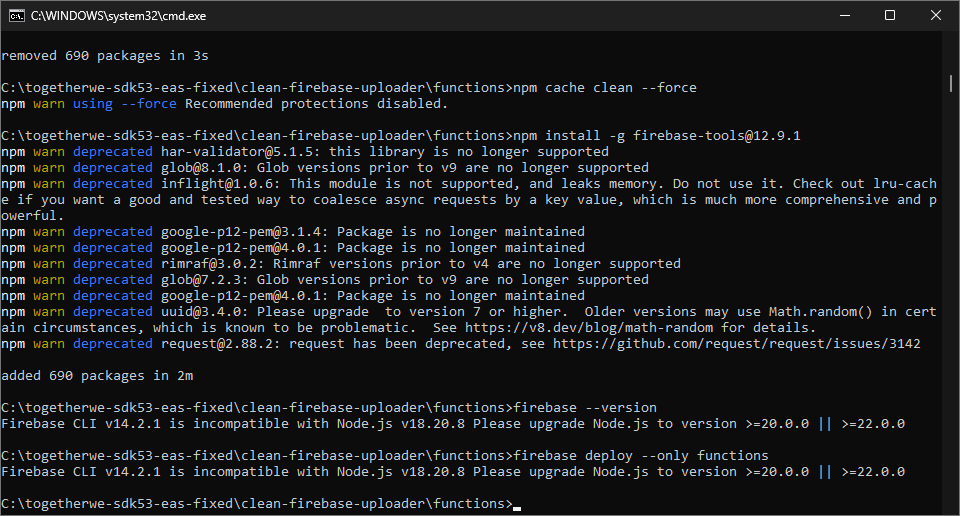 C:\WINDOWS\system32\cmd.exe
removed 690 packages in 3s
C:\togetherwe-sdk53-eas-fixed\clean-firebase-uploader\functions>npm cache clean --force
npm warn using --force Recommended protections disabled.
C:\togetherwe-sdk53-eas-fixed\clean-firebase-uploader\functions>npm install -g firebase-tools@12.9.1
npm warn deprecated har-validator@5.1.5: this library is no longer supported
npm warn deprecated glob@8.1.0: Glob versions prior to v9 are no longer supported
npm warn deprecated inflight@1.0.6: This module is not supported, and leaks memory. Do not use it. Check out lru-cach
e if you want a good and tested way to coalesce async requests by a key value, which is much more comprehensive and p
owerful.
npm warn deprecated google-p12-pem@3.1.4: Package is no longer maintained
npm warn deprecated google-p12-pem@4.0.1: Package is no longer maintained
npm warn deprecated rimraf@3.0.2: Rimraf versions prior to v4 are no longer supported
npm warn deprecated glob@7.2.3: Glob versions prior to v9 are no longer supported
npm warn deprecated google-p12-pem@4.0.1: Package is no longer maintained
npm warn deprecated uuid@3.4.0: Please upgrade  to version 7 or higher.  Older versions may use Math.random() in cert
ain circumstances, which is known to be problematic.  See https://v8.dev/blog/math-random for details.
npm warn deprecated request@2.88.2: request has been deprecated, see https://github.com/request/request/issues/3142
added 690 packages in 2m
C:\togetherwe-sdk53-eas-fixed\clean-firebase-uploader\functions>firebase --version
Firebase CLI v14.2.1 is incompatible with Node.js v18.20.8 Please upgrade Node.js to version >=20.0.0 || >=22.0.0
C:\togetherwe-sdk53-eas-fixed\clean-firebase-uploader\functions>firebase deploy --only functions
Firebase CLI v14.2.1 is incompatible with Node.js v18.20.8 Please upgrade Node.js to version >=20.0.0 || >=22.0.0
C:\togetherwe-sdk53-eas-fixed\clean-firebase-uploader\functions>